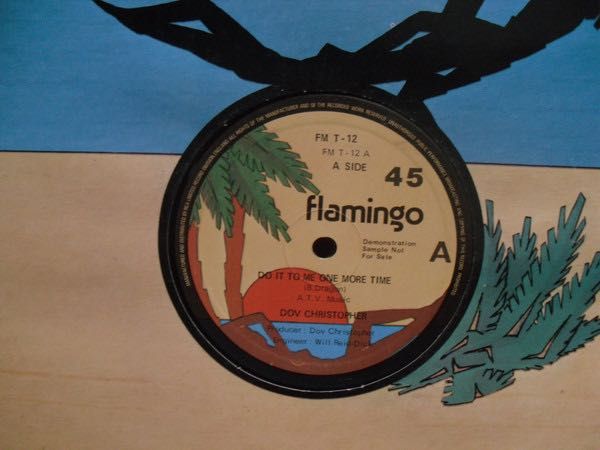 FM T-12
FM T-12 A
A SIDE
45
flamingo
Demonstration
Sample Not
For Sale
A
DO IT TO ME ONE MORE TIME
(B.Dragon)
A.T.V. Music
DOV CHRISTOPHER
Producer : Dov Christopher
Engineer : Will Reid-Dick